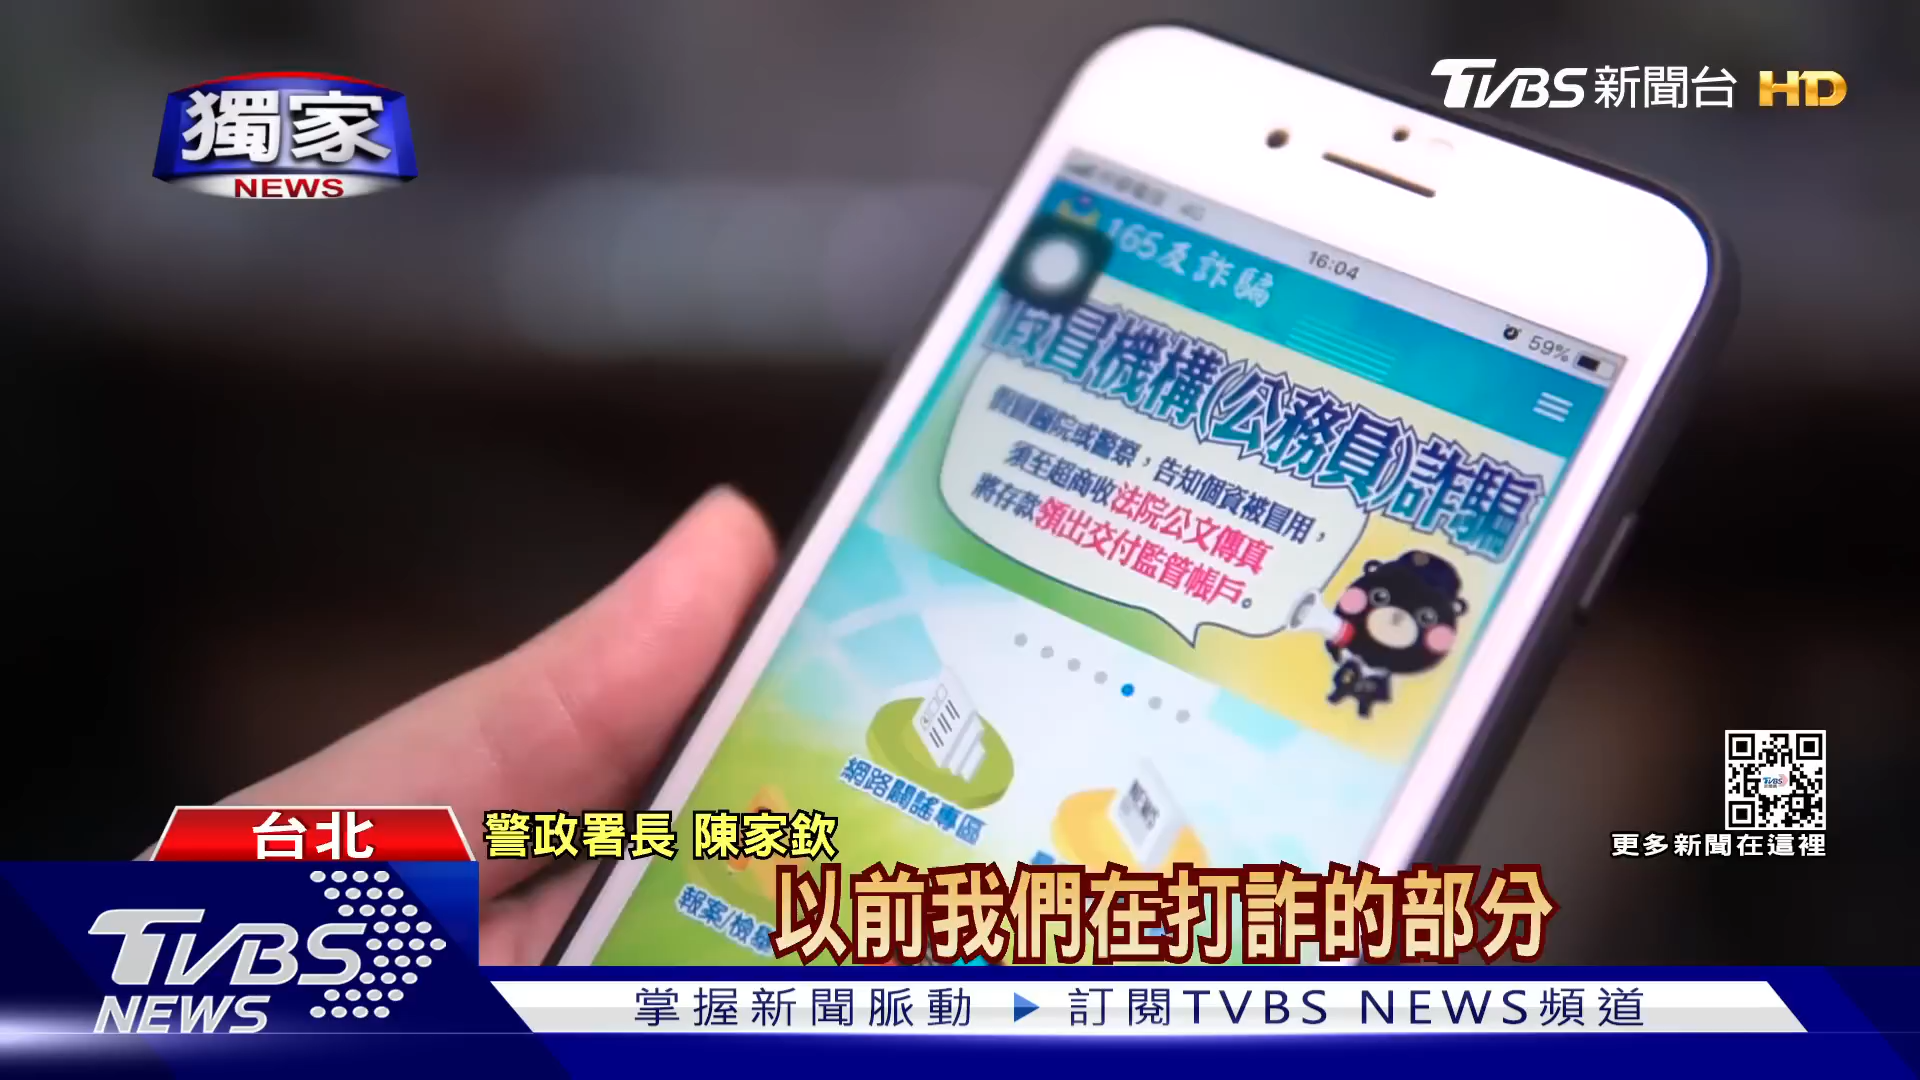 獨家
NEWS
TVBS新聞台 HD
16:04
59%
165反詐騙
假冒機構(公務員)詐騙
假冒醫院或警察，告知個資被冒用，
須至超商收法院公文傳真
將存款領出交付監管帳戶。
網路闢謠專區
NEWS
報案/檢舉
台北
警政署長 陳家欽
以前我們在打詐的部分
更多新聞在這裡
TVBS
NEWS
掌握新聞脈動 ▶ 訂閱TVBS NEWS頻道